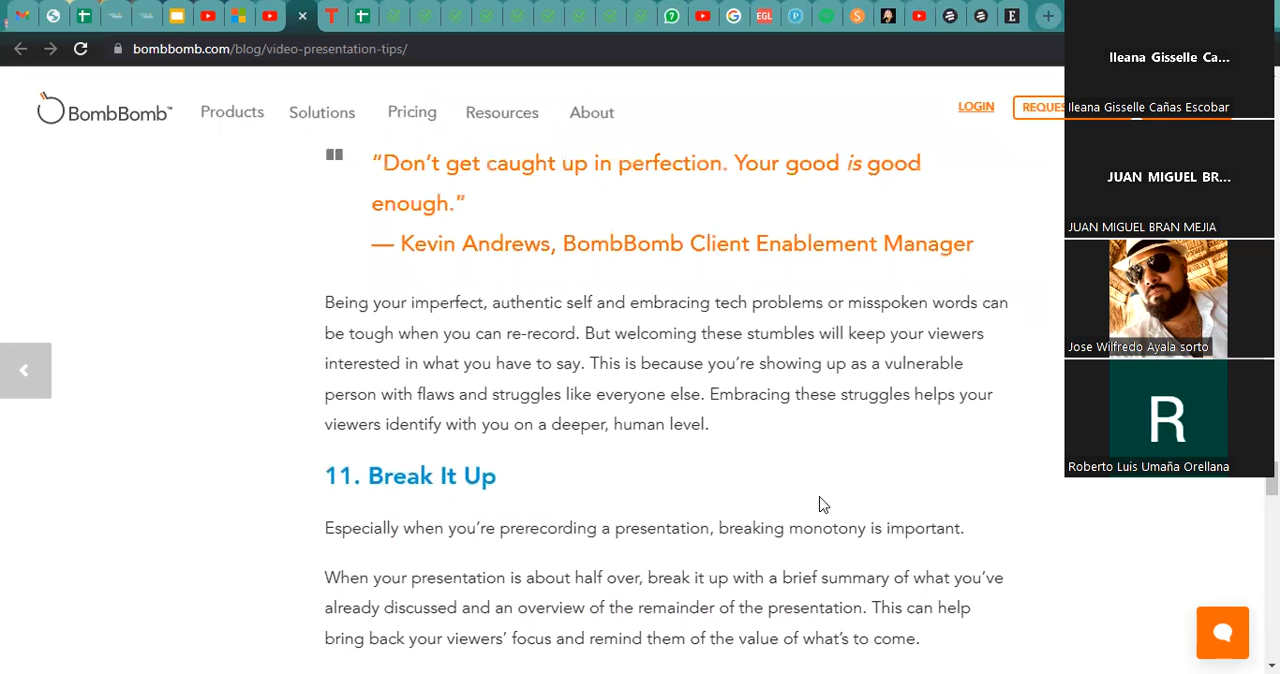 bombbomb.com/blog/video-presentation-tips/
BombBomb™
Products
Solutions
Pricing
Resources
About
LOGIN
REQUES
“Don’t get caught up in perfection. Your good is good
enough.”
— Kevin Andrews, BombBomb Client Enablement Manager
Being your imperfect, authentic self and embracing tech problems or misspoken words can
be tough when you can re-record. But welcoming these stumbles will keep your viewers
interested in what you have to say. This is because you’re showing up as a vulnerable
person with flaws and struggles like everyone else. Embracing these struggles helps your
viewers identify with you on a deeper, human level.
11. Break It Up
Especially when you’re prerecording a presentation, breaking monotony is important.
When your presentation is about half over, break it up with a brief summary of what you’ve
already discussed and an overview of the remainder of the presentation. This can help
bring back your viewers’ focus and remind them of the value of what’s to come.
Ileana Gisselle Ca...
Ileana Gisselle Cañas Escobar
JUAN MIGUEL BR...
JUAN MIGUEL BRAN MEJIA
Jose Wilfredo Ayala sorto
R
Roberto Luis Umaña Orellana